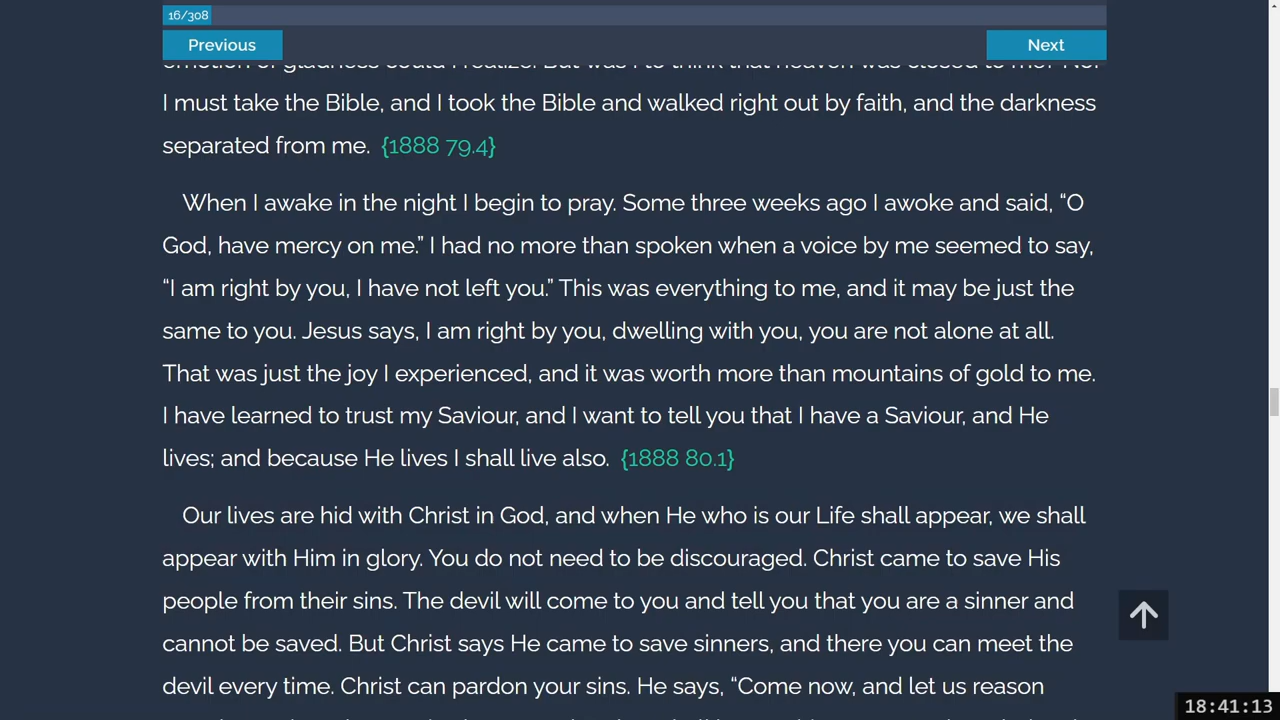 16/308
Previous
Next
I must take the Bible, and I took the Bible and walked right out by faith, and the darkness
separated from me. {1888 79.4}
When I awake in the night I begin to pray. Some three weeks ago I awoke and said, “O
God, have mercy on me.” I had no more than spoken when a voice by me seemed to say,
“I am right by you, I have not left you.” This was everything to me, and it may be just the
same to you. Jesus says, I am right by you, dwelling with you, you are not alone at all.
That was just the joy I experienced, and it was worth more than mountains of gold to me.
I have learned to trust my Saviour, and I want to tell you that I have a Saviour, and He
lives; and because He lives I shall live also. {1888 80.1}
Our lives are hid with Christ in God, and when He who is our Life shall appear, we shall
appear with Him in glory. You do not need to be discouraged. Christ came to save His
people from their sins. The devil will come to you and tell you that you are a sinner and
cannot be saved. But Christ says He came to save sinners, and there you can meet the
devil every time. Christ can pardon your sins. He says, “Come now, and let us reason
18:41:13